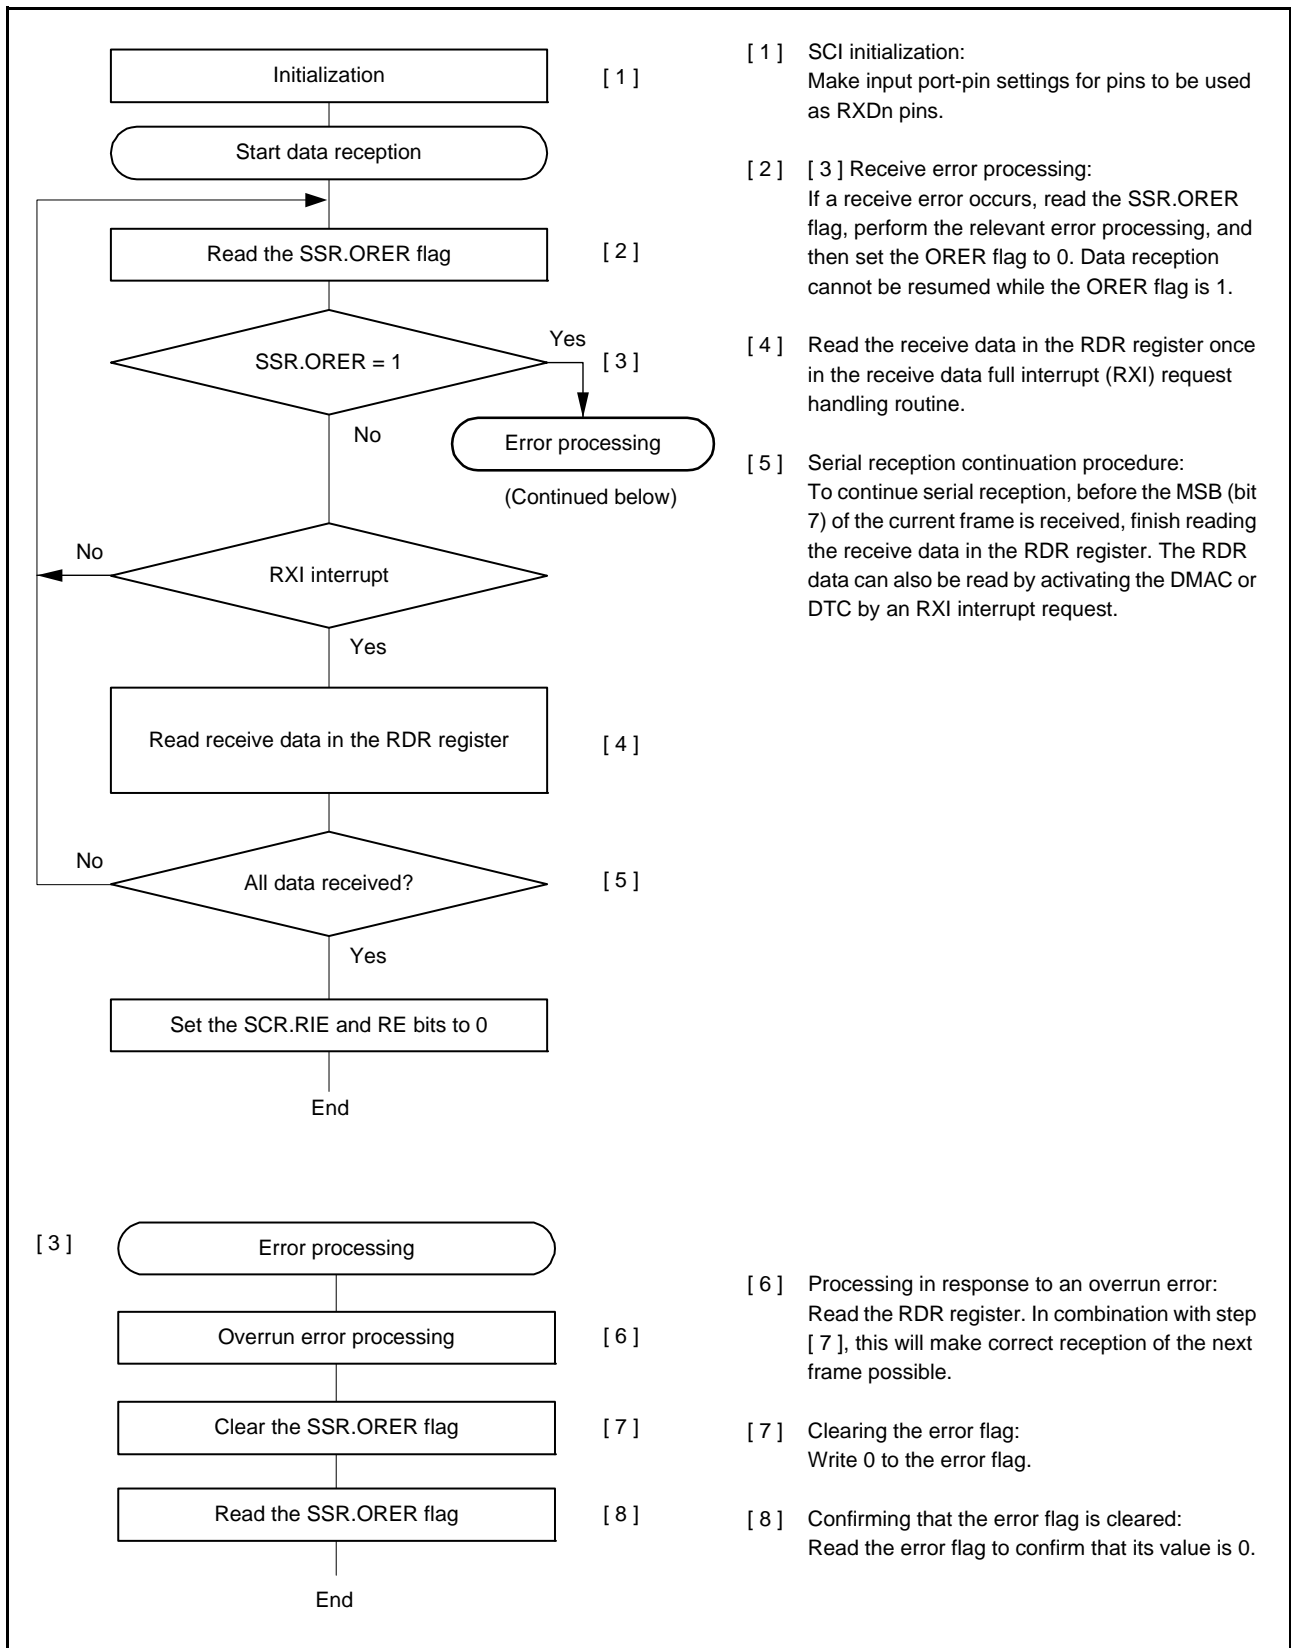 Initialization
[ 1 ]
Start data reception
Read the SSR.ORER flag
[ 2 ]
SSR.ORER = 1
Yes
[ 3 ]
No
Error processing
(Continued below)
No
RXI interrupt
Yes
Read receive data in the RDR register
[ 4 ]
No
All data received?
[ 5 ]
Yes
Set the SCR.RIE and RE bits to 0
End
[ 1 ] SCI initialization:
Make input port-pin settings for pins to be used
as RXDn pins.
[ 2 ] [ 3 ] Receive error processing:
If a receive error occurs, read the SSR.ORER
flag, perform the relevant error processing, and
then set the ORER flag to 0. Data reception
cannot be resumed while the ORER flag is 1.
[ 4 ] Read the receive data in the RDR register once
in the receive data full interrupt (RXI) request
handling routine.
[ 5 ] Serial reception continuation procedure:
To continue serial reception, before the MSB (bit
7) of the current frame is received, finish reading
the receive data in the RDR register. The RDR
data can also be read by activating the DMAC or
DTC by an RXI interrupt request.
[ 3 ]
Error processing
Overrun error processing
[ 6 ]
Clear the SSR.ORER flag
[ 7 ]
Read the SSR.ORER flag
[ 8 ]
End
[ 6 ] Processing in response to an overrun error:
Read the RDR register. In combination with step
[ 7 ], this will make correct reception of the next
frame possible.
[ 7 ] Clearing the error flag:
Write 0 to the error flag.
[ 8 ] Confirming that the error flag is cleared:
Read the error flag to confirm that its value is 0.